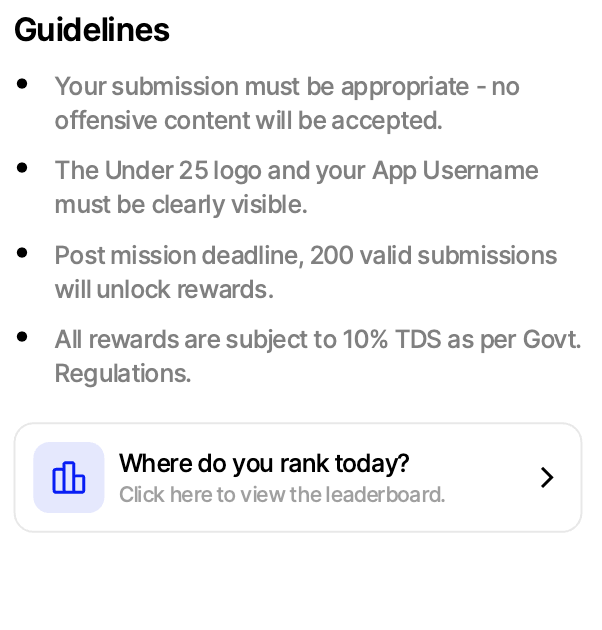 Guidelines
• Your submission must be appropriate - no
offensive content will be accepted.
• The Under 25 logo and your App Username
must be clearly visible.
• Post mission deadline, 200 valid submissions
will unlock rewards.
• All rewards are subject to 10% TDS as per Govt.
Regulations.
Where do you rank today?
Click here to view the leaderboard.